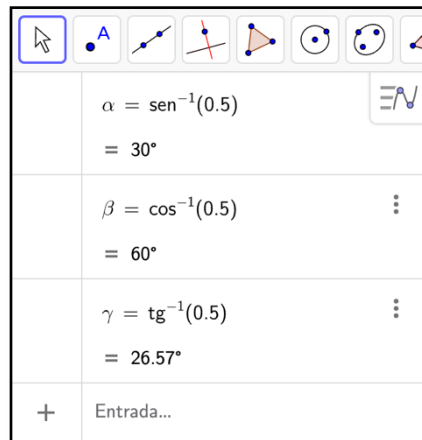 A
α = sen⁻¹(0.5)
= 30°
β = cos⁻¹(0.5)
= 60°
γ = tg⁻¹(0.5)
= 26.57°
+ Entrada...